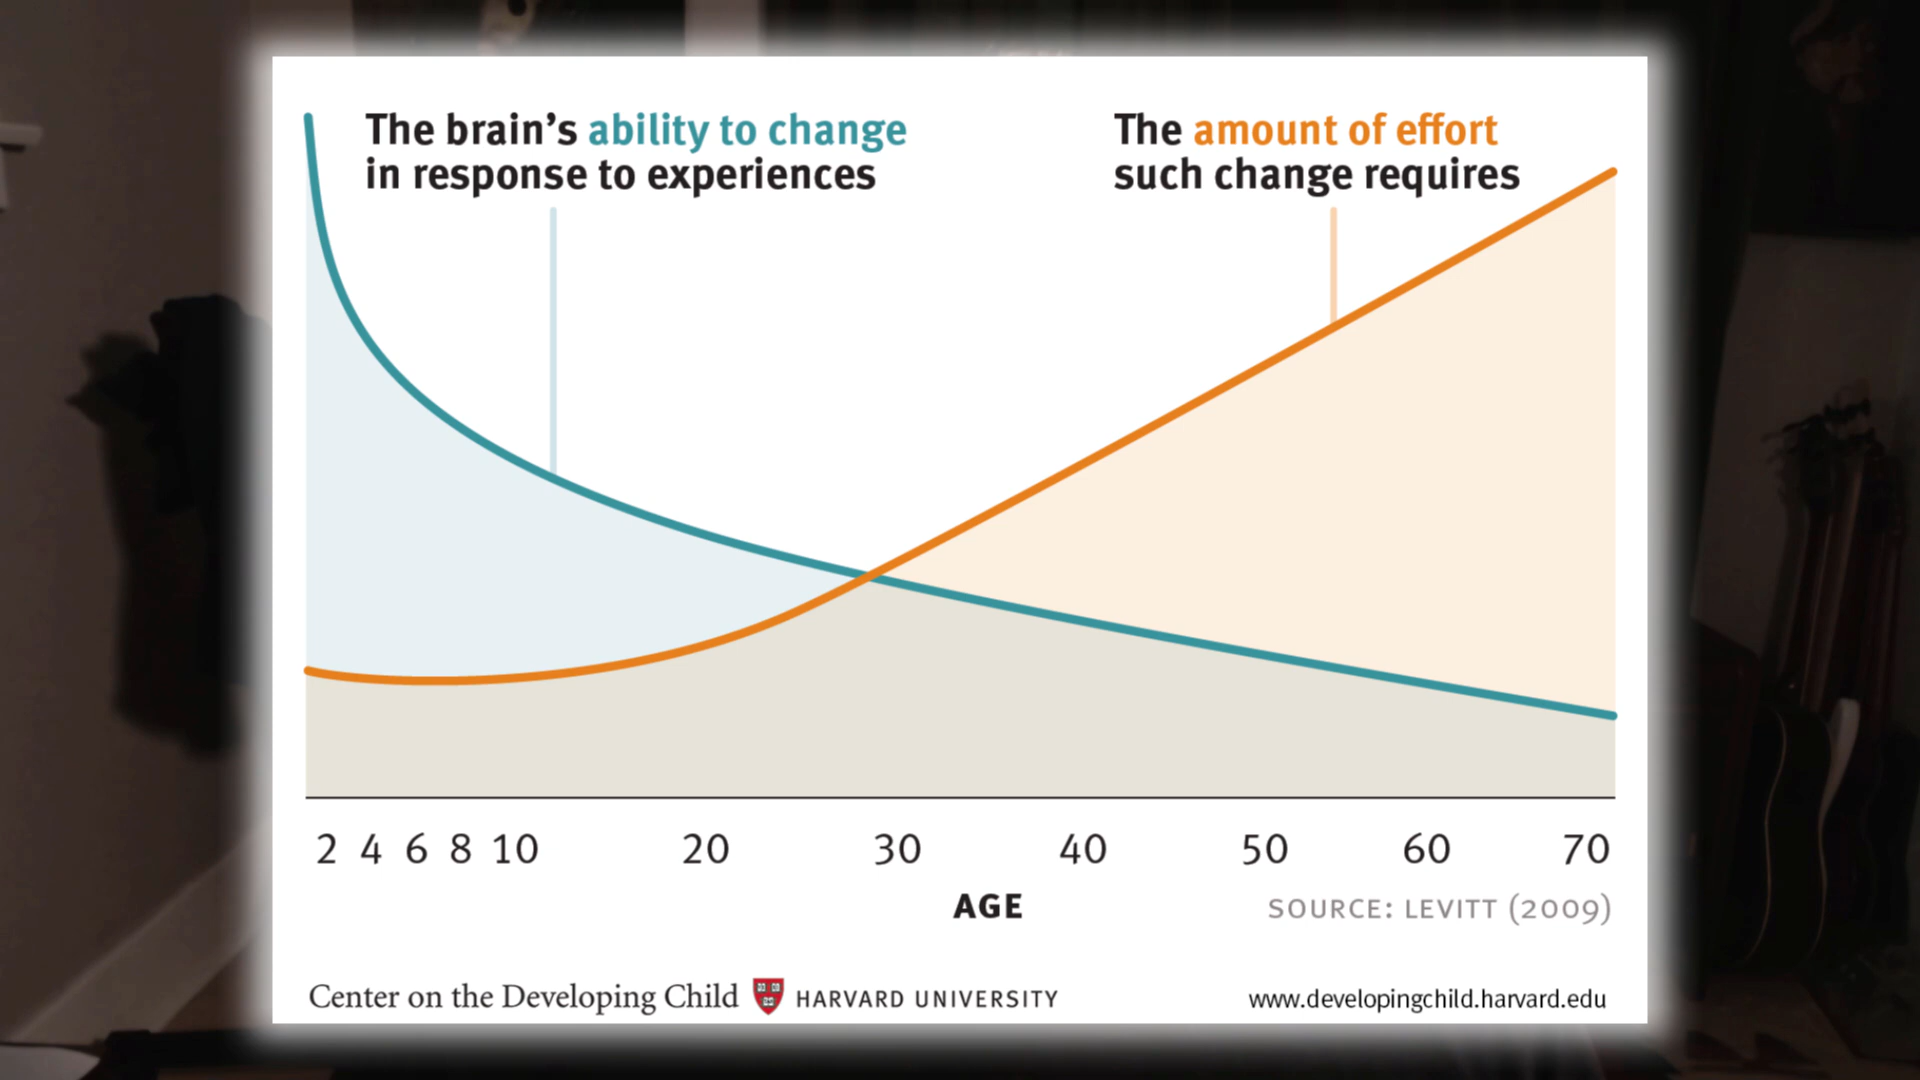 The brain's ability to change
in response to experiences
The amount of effort
such change requires
2 4 6 8 10 20 30 40 50 60 70
AGE
SOURCE: LEVITT (2009)
Center on the Developing Child HARVARD UNIVERSITY
www.developingchild.harvard.edu